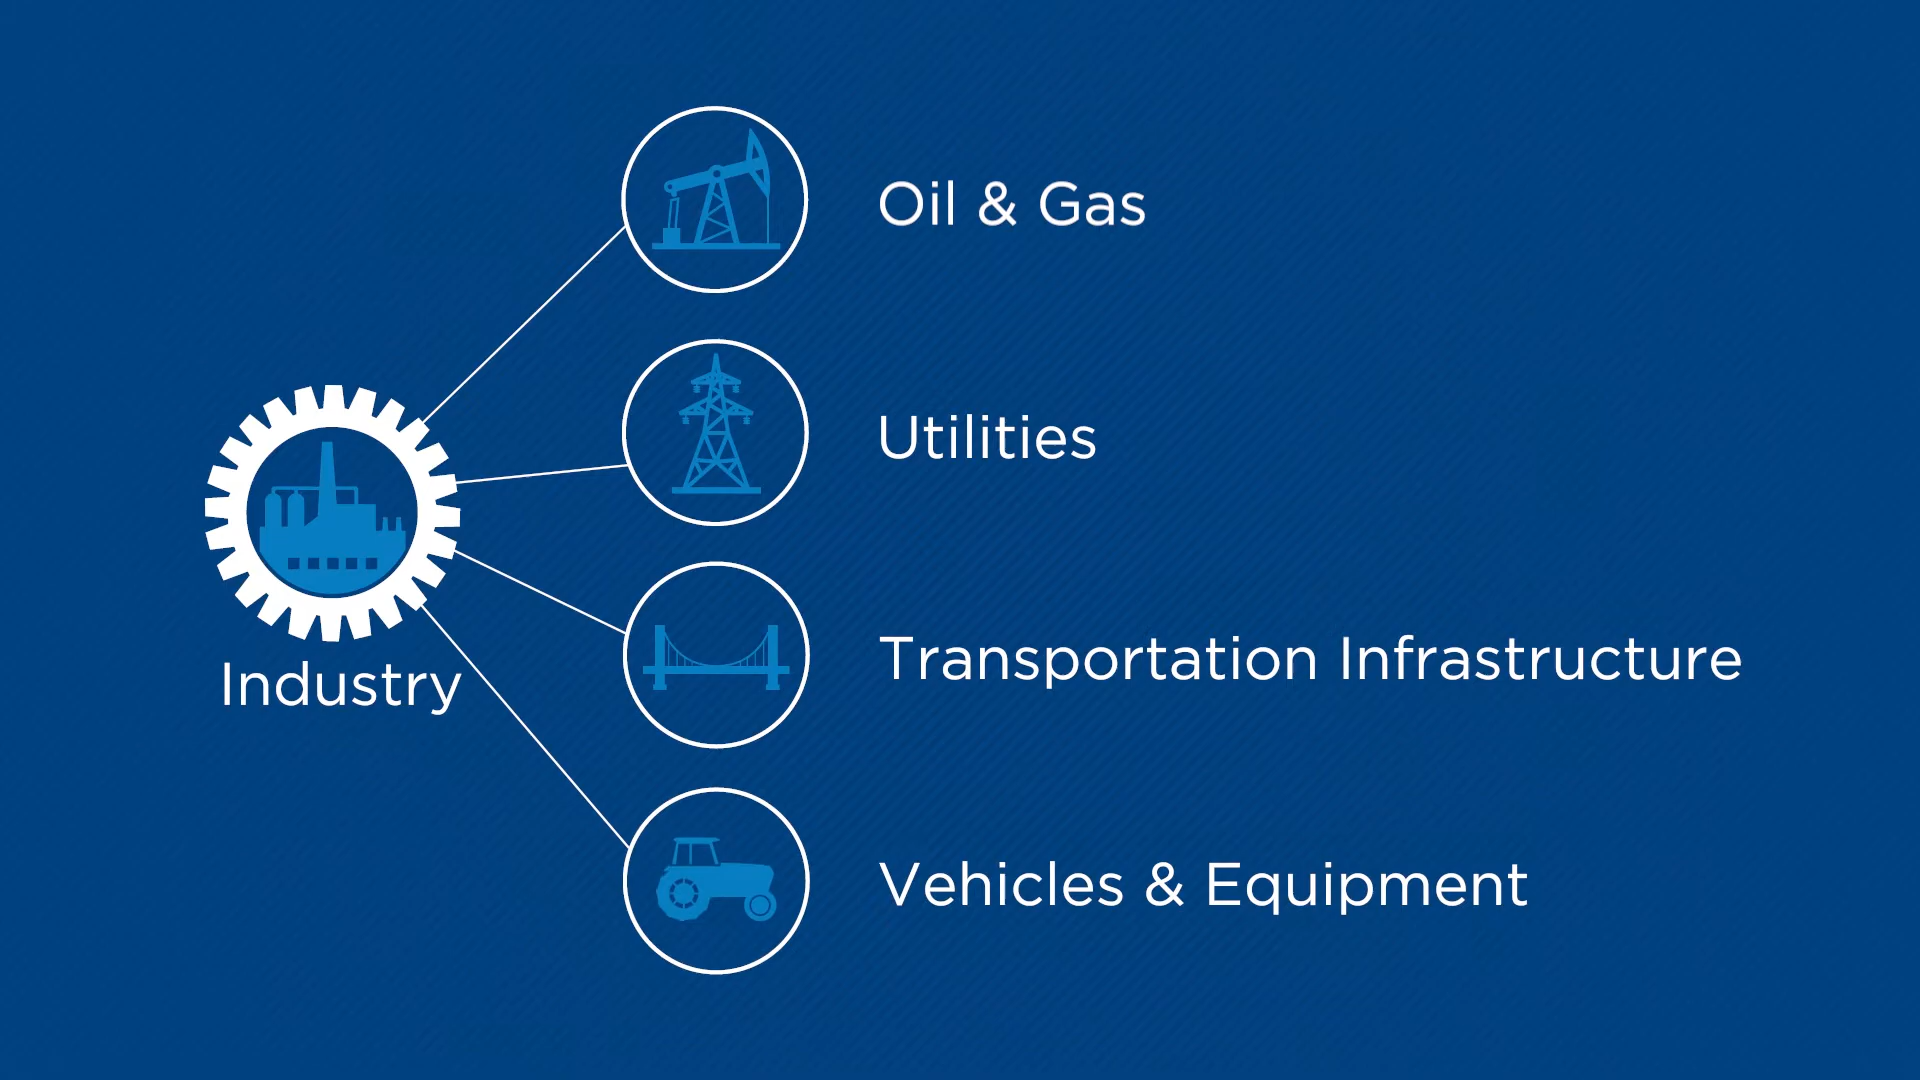 Oil & Gas
Utilities
Industry
Transportation Infrastructure
Vehicles & Equipment